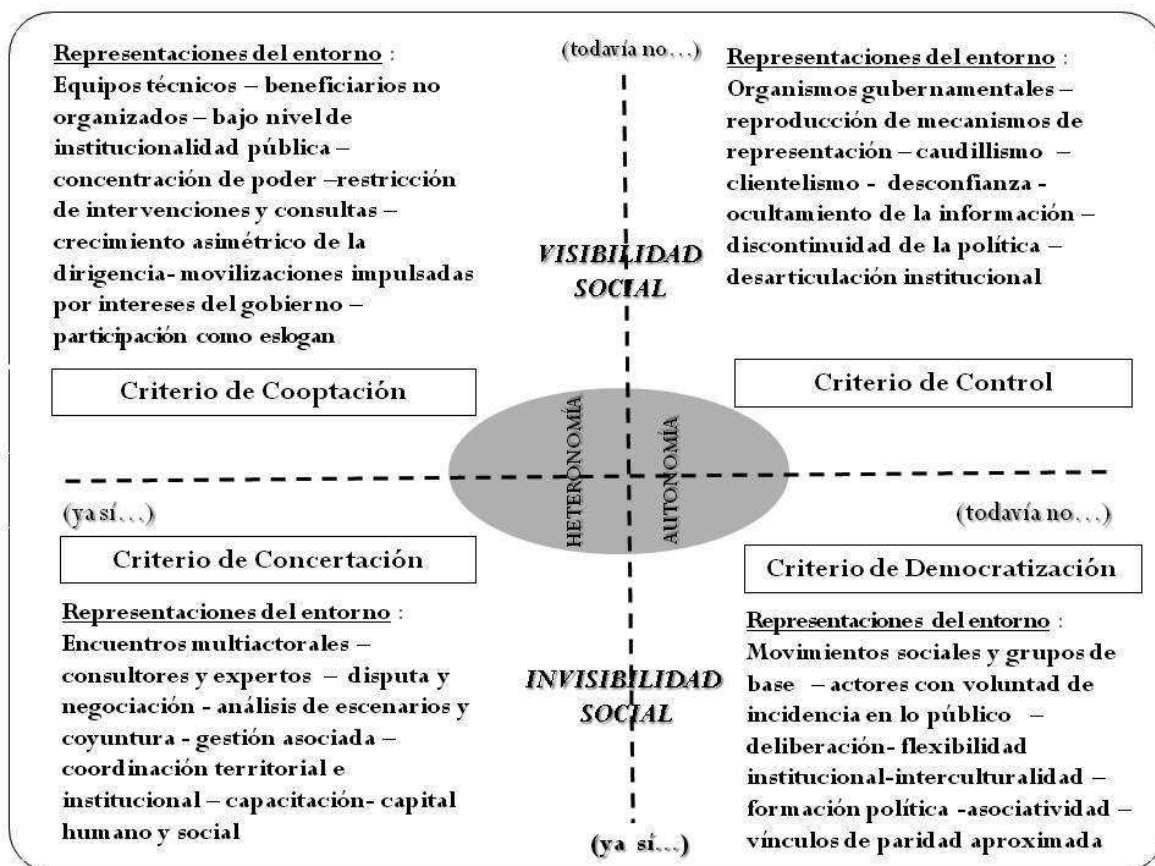 Representaciones del entorno :
Equipos técnicos – beneficiarios no
organizados – bajo nivel de
institucionalidad pública –
concentración de poder –restricción
de intervenciones y consultas –
crecimiento asimétrico de la
dirigencia- movilizaciones impulsadas
por intereses del gobierno –
participación como eslogan
Criterio de Cooptación
(todavía no…)
VISIBILIDAD
SOCIAL
Representaciones del entorno :
Organismos gubernamentales –
reproducción de mecanismos de
representación – caudillismo –
clientelismo - desconfianza -
ocultamiento de la información –
discontinuidad de la política –
desarticulación institucional
Criterio de Control
HETERONOMÍA
AUTONOMÍA
(ya sí…)
(todavía no…)
Criterio de Concertación
Representaciones del entorno :
Encuentros multiactorales –
consultores y expertos – disputa y
negociación - análisis de escenarios y
coyuntura - gestión asociada –
coordinación territorial e
institucional – capacitación- capital
humano y social
INVISIBILIDAD
SOCIAL
(ya sí…)
Criterio de Democratización
Representaciones del entorno :
Movimientos sociales y grupos de
base – actores con voluntad de
incidencia en lo público –
deliberación- flexibilidad
institucional-interculturalidad –
formación política -asociatividad –
vínculos de paridad aproximada